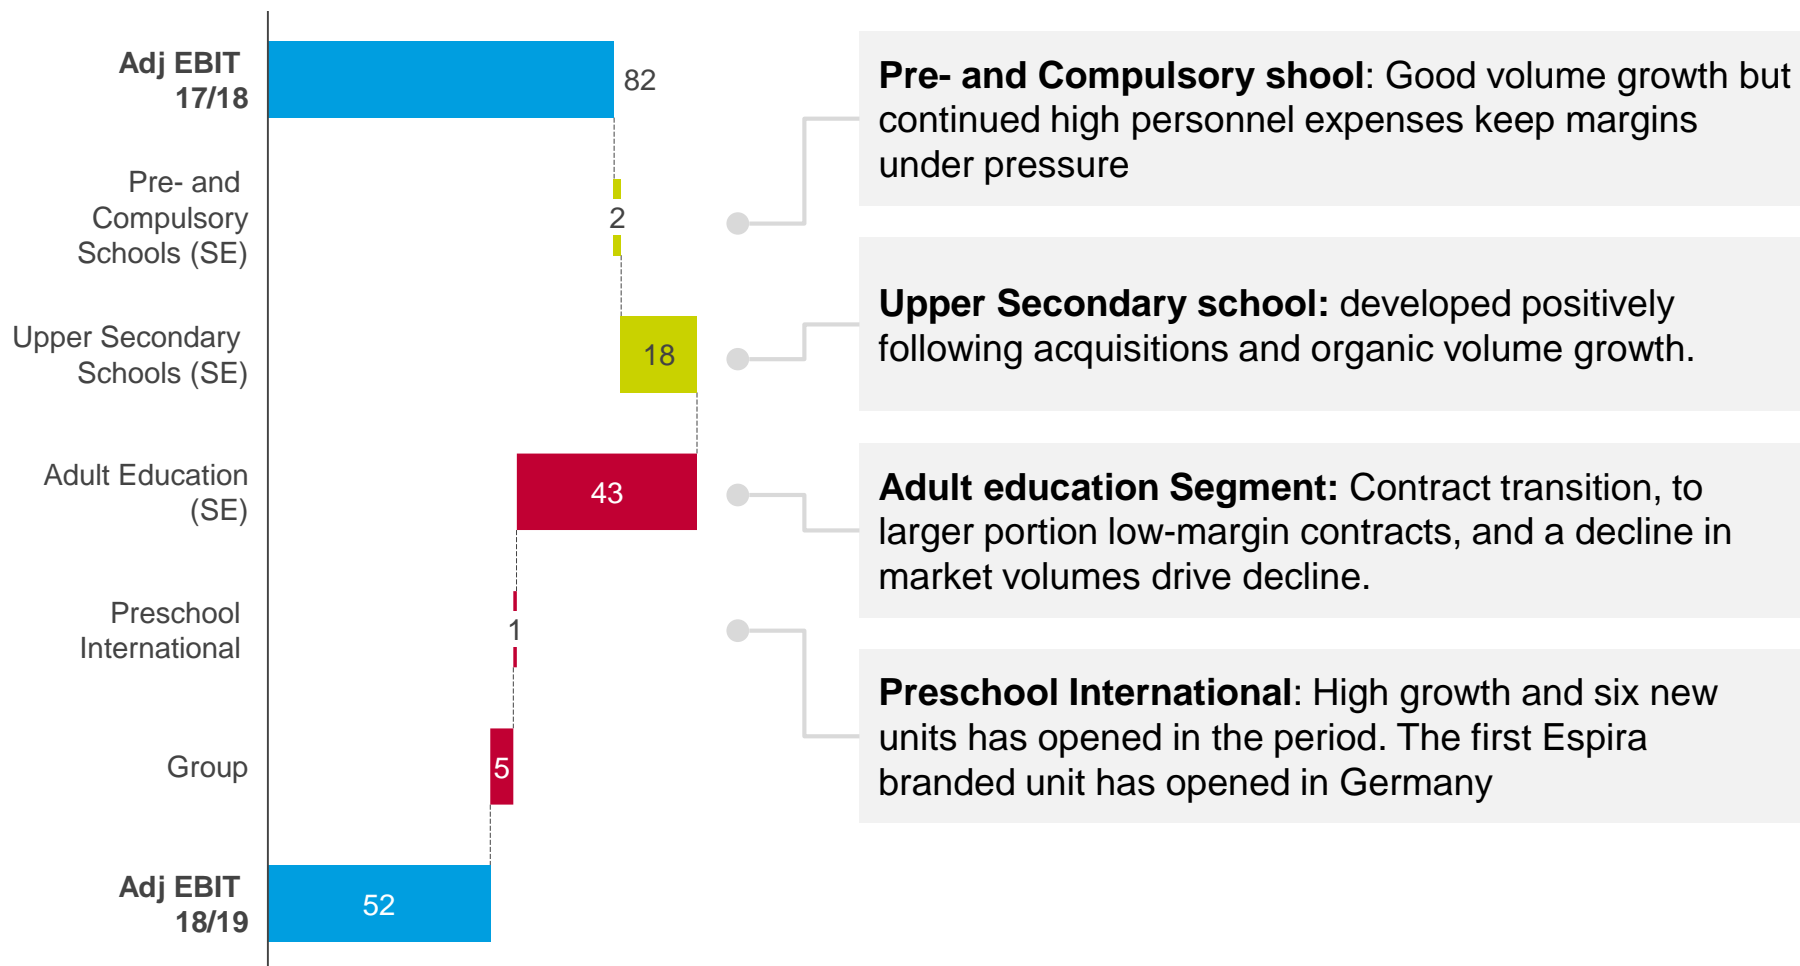 Adj EBIT
17/18
82
Pre- and
Compulsory
Schools (SE)
2
Upper Secondary
Schools (SE)
18
Adult Education
(SE)
43
Preschool
International
1
Group
5
Adj EBIT
18/19
52
Pre- and Compulsory shool: Good volume growth but
continued high personnel expenses keep margins
under pressure
Upper Secondary school: developed positively
following acquisitions and organic volume growth.
Adult education Segment: Contract transition, to
larger portion low-margin contracts, and a decline in
market volumes drive decline.
Preschool International: High growth and six new
units has opened in the period. The first Espira
branded unit has opened in Germany